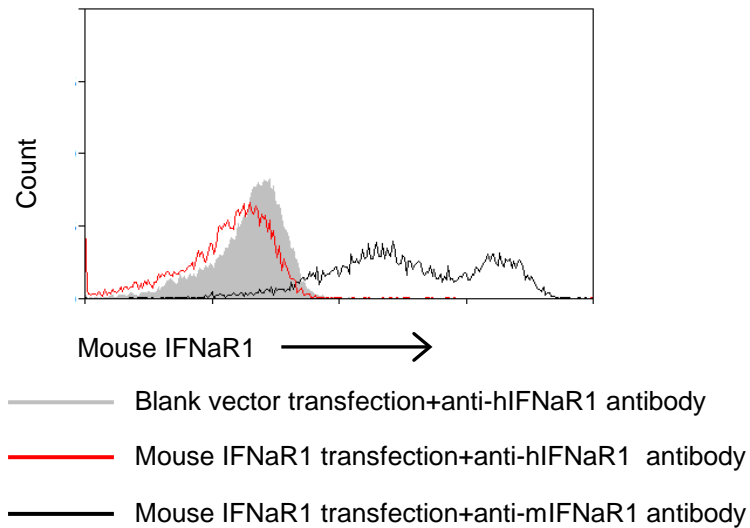 Count
Mouse IFNaR1
Blank vector transfection+anti-hIFNaR1 antibody
Mouse IFNaR1 transfection+anti-hIFNaR1 antibody
Mouse IFNaR1 transfection+anti-mIFNaR1 antibody